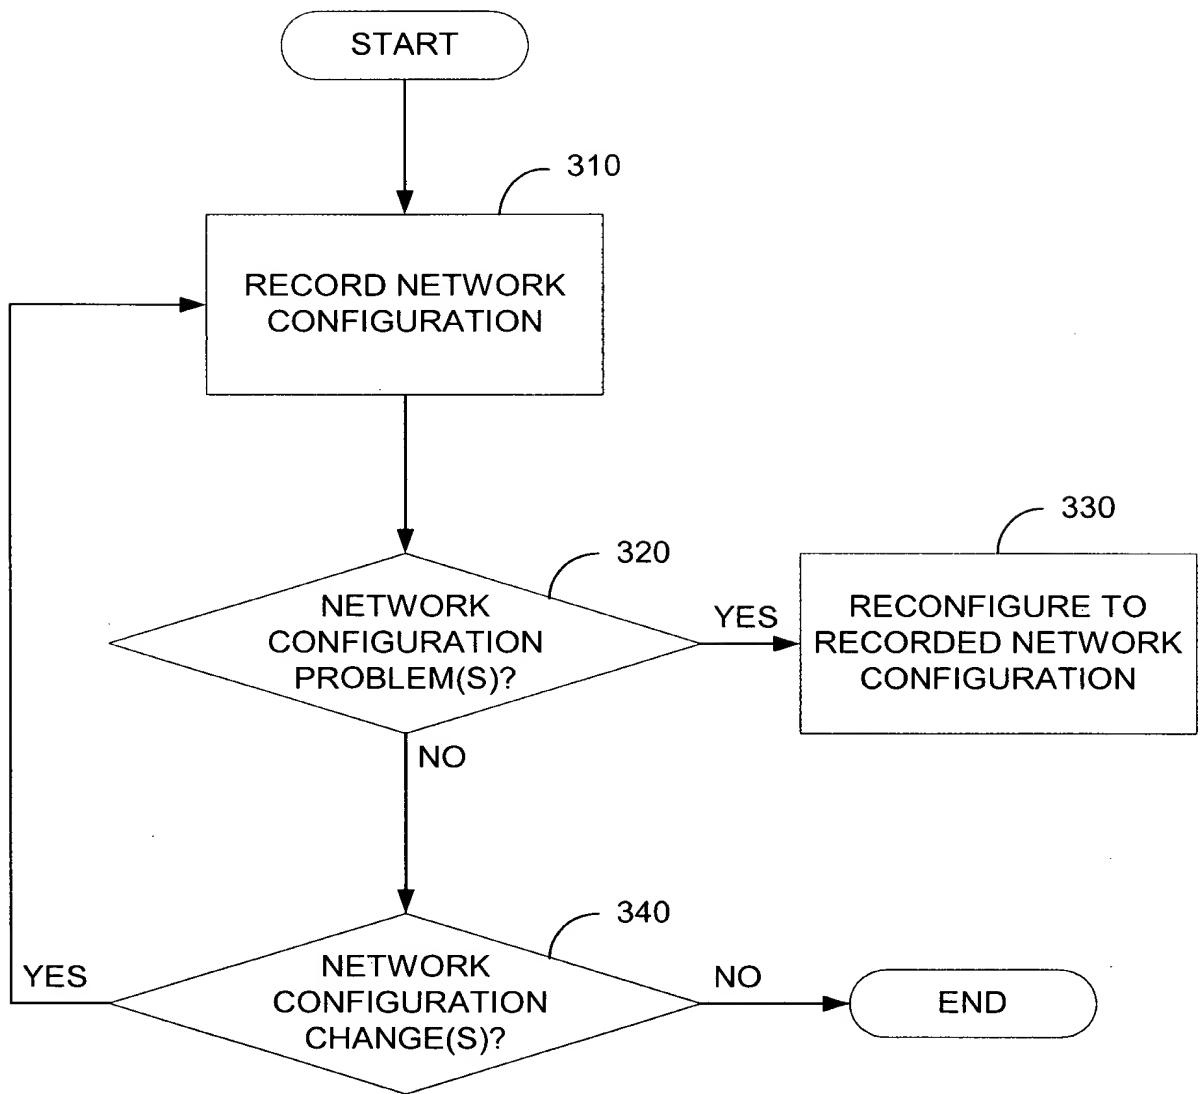 START
310
RECORD NETWORK
CONFIGURATION
320
NETWORK
CONFIGURATION
PROBLEM(S)?
YES
330
RECONFIGURE TO
RECORDED NETWORK
CONFIGURATION
NO
340
NETWORK
CONFIGURATION
CHANGE(S)?
YES
NO
END